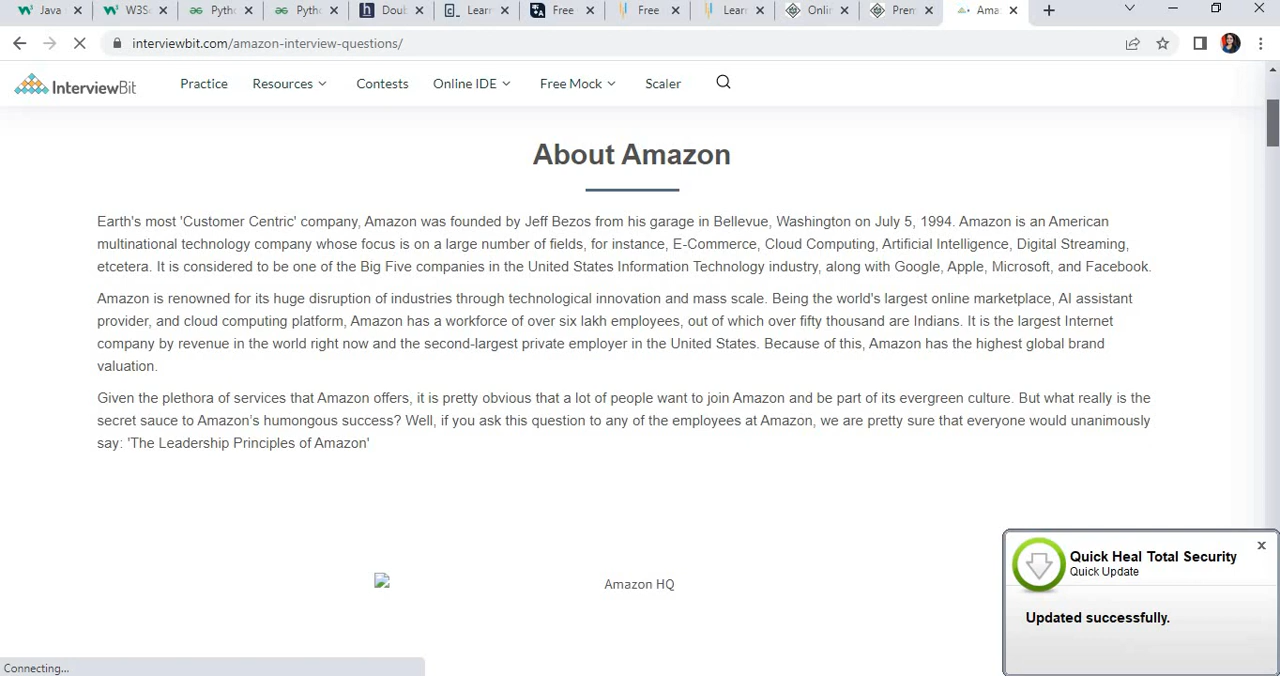 Java W3S Pyth Pyth Dou Learn Free Free Learn Onli Pren Ama
interviewbit.com/amazon-interview-questions/
InterviewBit Practice Resources Contests Online IDE Free Mock Scaler
About Amazon
Earth's most 'Customer Centric' company, Amazon was founded by Jeff Bezos from his garage in Bellevue, Washington on July 5, 1994. Amazon is an American
multinational technology company whose focus is on a large number of fields, for instance, E-Commerce, Cloud Computing, Artificial Intelligence, Digital Streaming,
etcetera. It is considered to be one of the Big Five companies in the United States Information Technology industry, along with Google, Apple, Microsoft, and Facebook.
Amazon is renowned for its huge disruption of industries through technological innovation and mass scale. Being the world's largest online marketplace, AI assistant
provider, and cloud computing platform, Amazon has a workforce of over six lakh employees, out of which over fifty thousand are Indians. It is the largest Internet
company by revenue in the world right now and the second-largest private employer in the United States. Because of this, Amazon has the highest global brand
valuation.
Given the plethora of services that Amazon offers, it is pretty obvious that a lot of people want to join Amazon and be part of its evergreen culture. But what really is the
secret sauce to Amazon’s humongous success? Well, if you ask this question to any of the employees at Amazon, we are pretty sure that everyone would unanimously
say: 'The Leadership Principles of Amazon'
Quick Heal Total Security
Quick Update
Amazon HQ
Updated successfully.
Connecting...